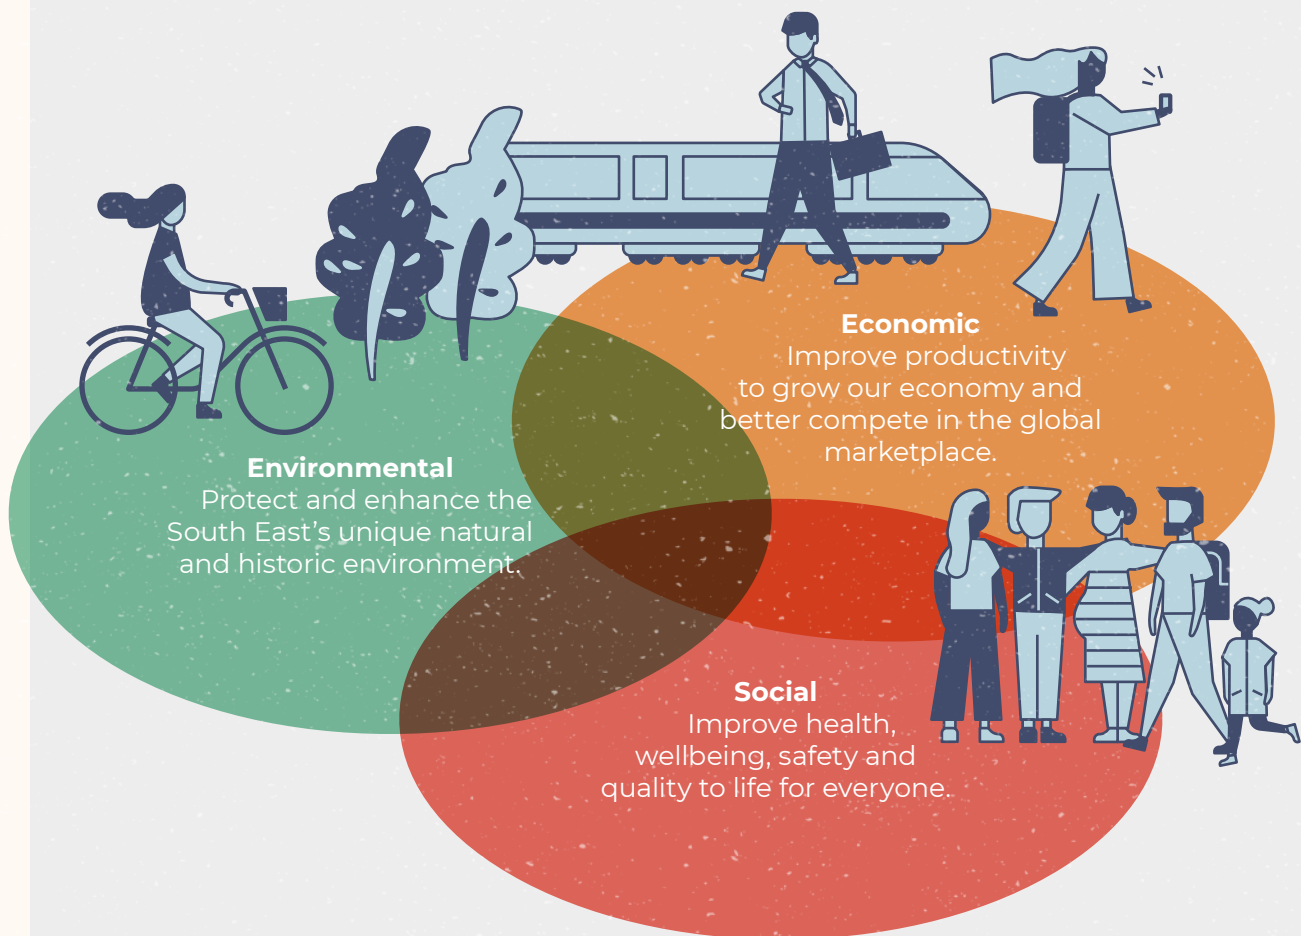 Economic
Improve productivity
to grow our economy and
better compete in the global
marketplace.
Environmental
Protect and enhance the
South East’s unique natural
and historic environment.
Social
Improve health,
wellbeing, safety and
quality to life for everyone.